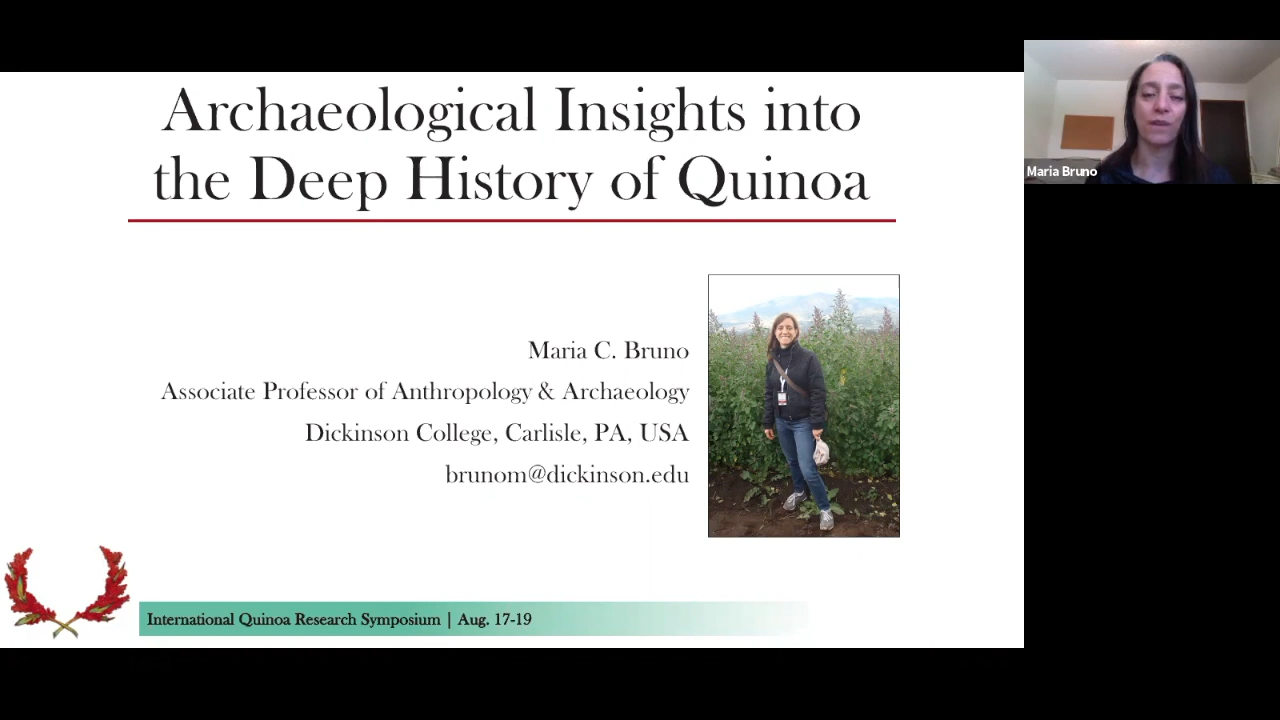 Archaeological Insights into
the Deep History of Quinoa
Maria C. Bruno
Associate Professor of Anthropology & Archaeology
Dickinson College, Carlisle, PA, USA
brunom@dickinson.edu
International Quinoa Research Symposium | Aug. 17-19
Maria Bruno